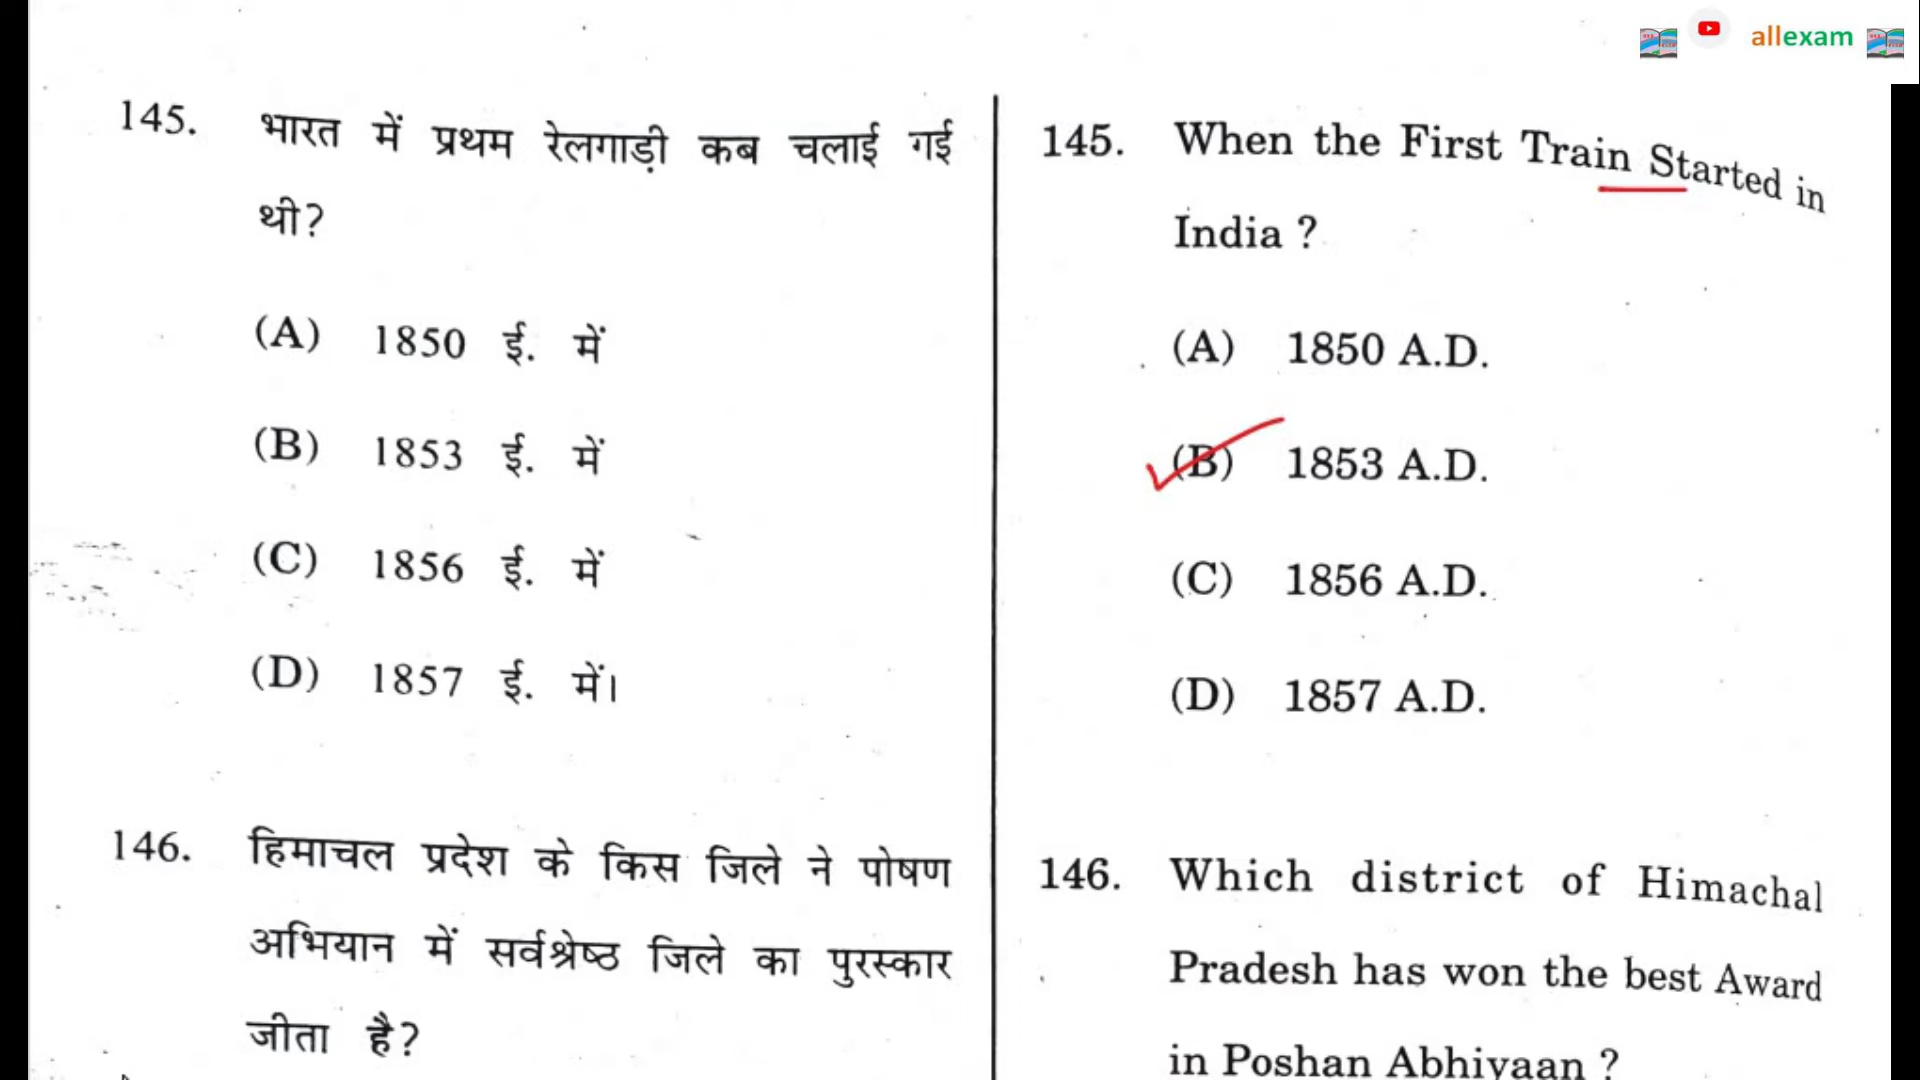 allexam
145. भारत में प्रथम रेलगाड़ी कब चलाई गई
थी?
(A) 1850 ई. में
(B) 1853 ई. में
(C) 1856 ई. में
(D) 1857 ई. में।
146. हिमाचल प्रदेश के किस जिले ने पोषण
अभियान में सर्वश्रेष्ठ जिले का पुरस्कार
जीता है?
145. When the First Train Started in
India ?
(A) 1850 A.D.
(B) 1853 A.D.
(C) 1856 A.D.
(D) 1857 A.D.
146. Which district of Himachal
Pradesh has won the best Award
in Poshan Abhiyaan ?